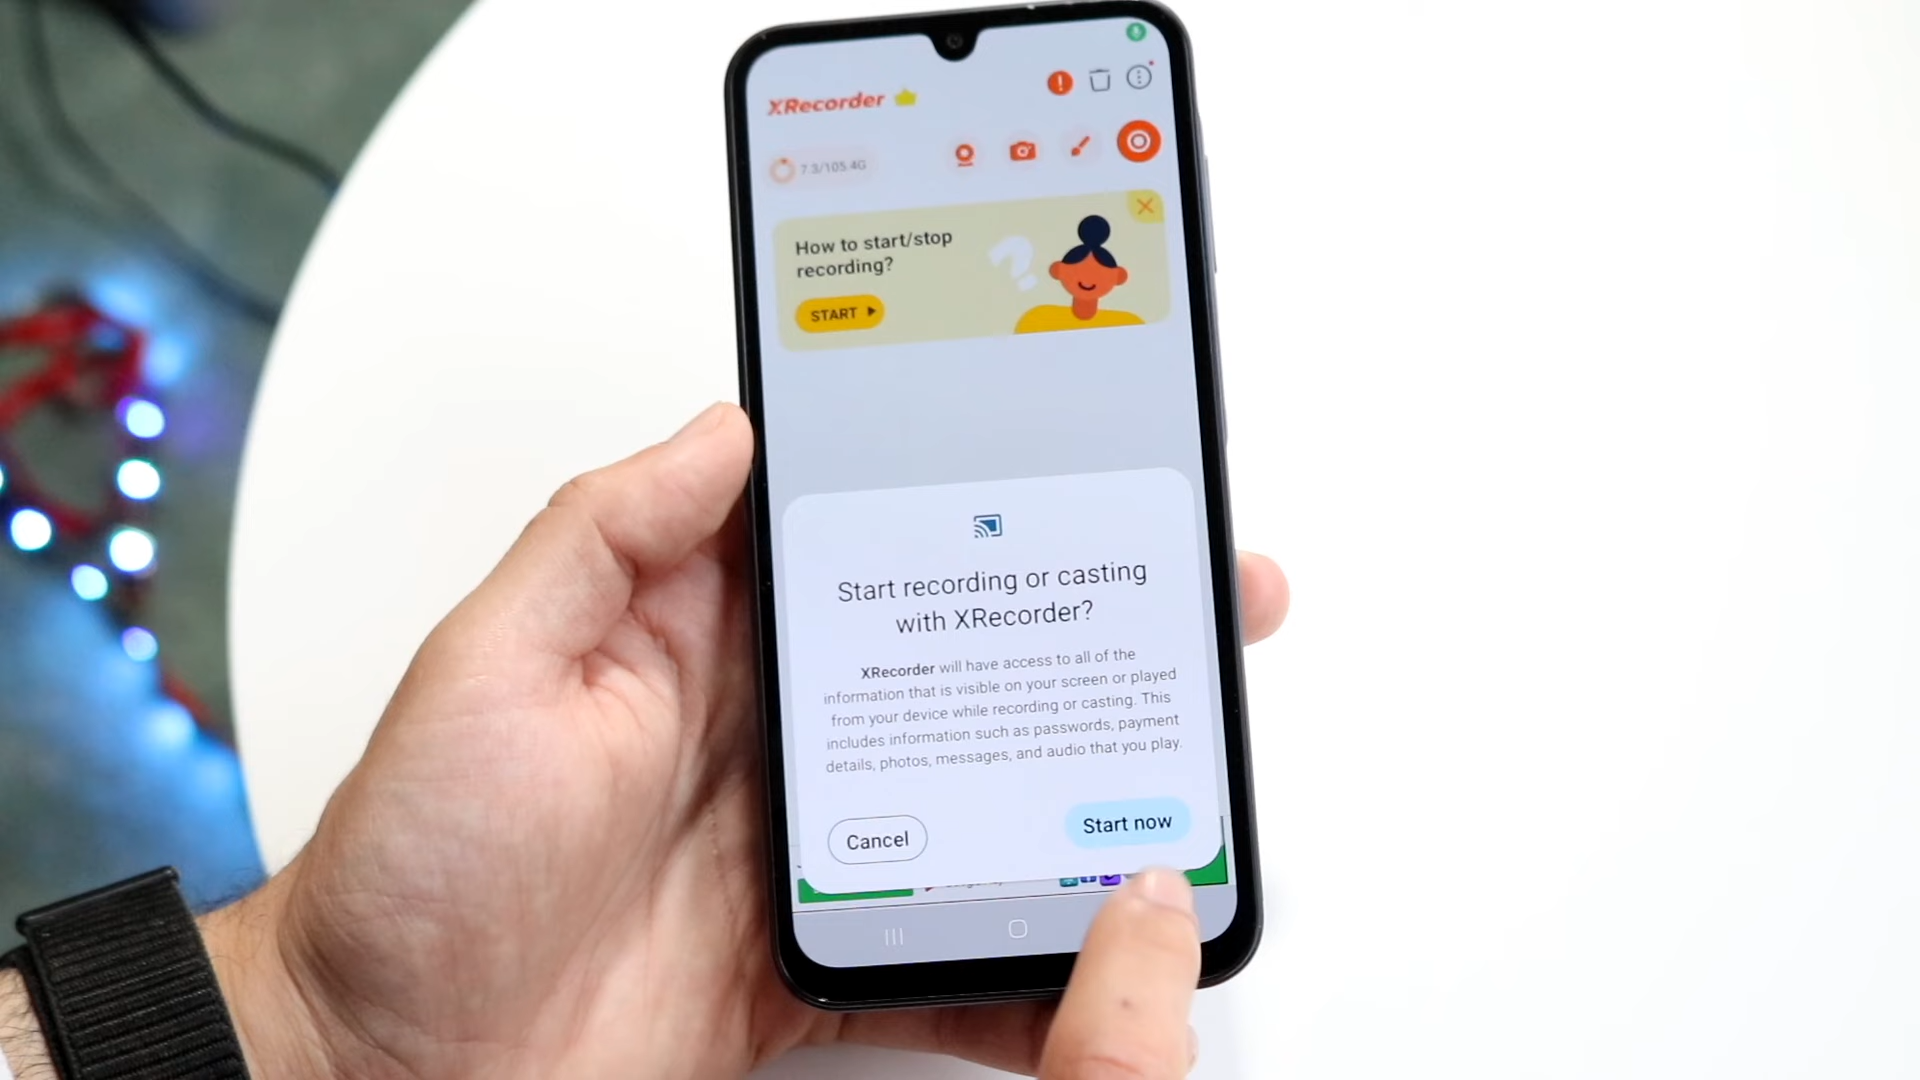 XRecorder
7.3/105.4G
How to start/stop
recording?
START
Start recording or casting
with XRecorder?
XRecorder will have access to all of the
information that is visible on your screen or played
from your device while recording or casting. This
includes information such as passwords, payment
details, photos, messages, and audio that you play.
Cancel
Start now